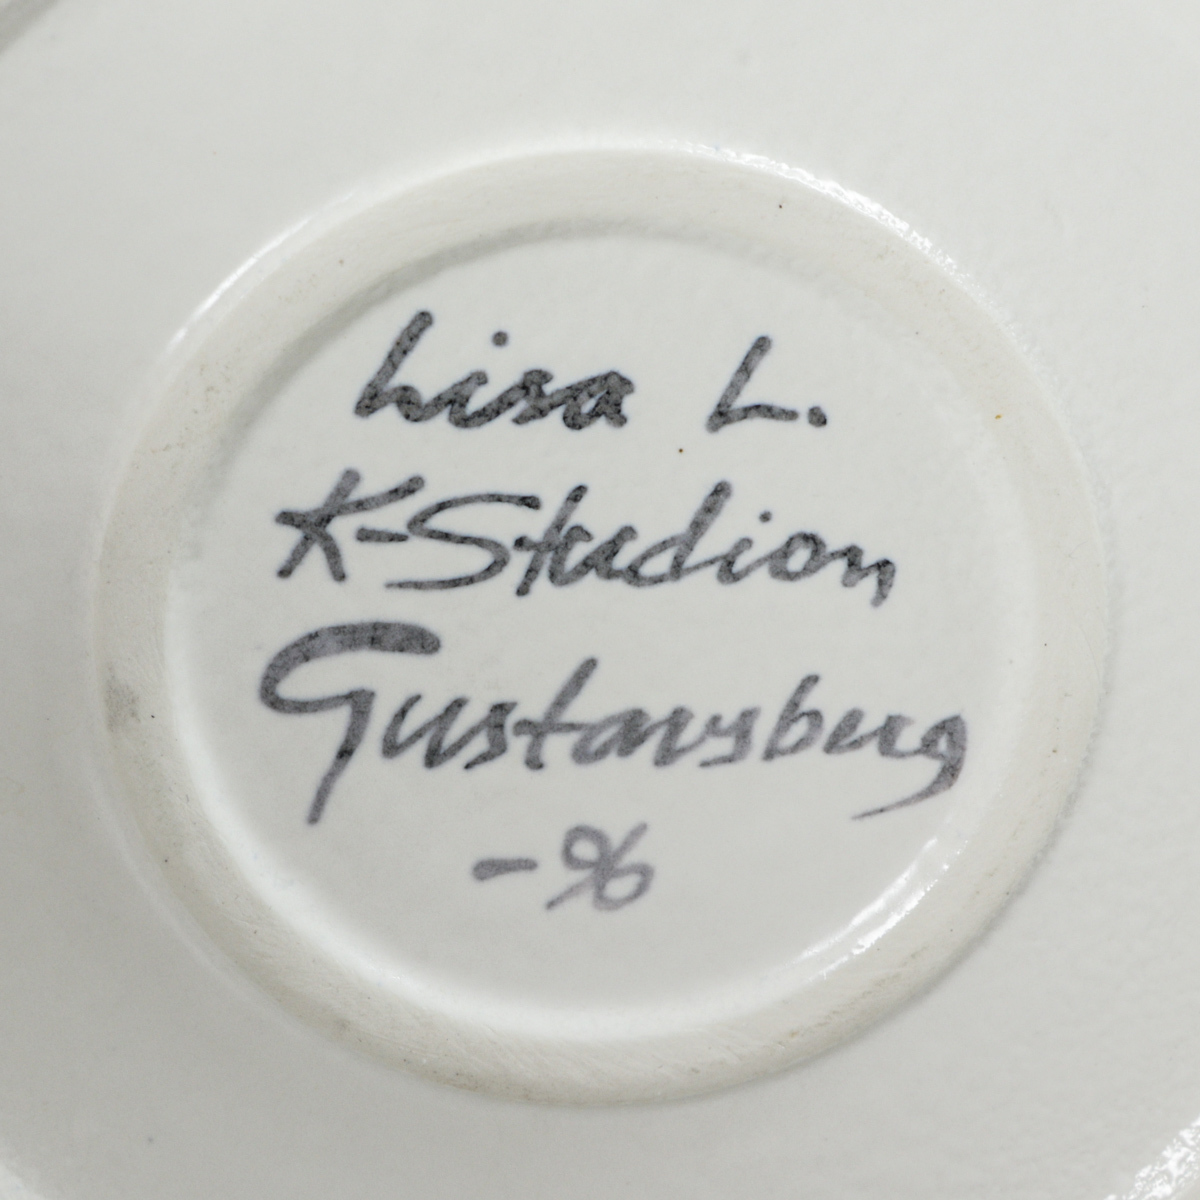 Lisa L.
K-Studion
Gustavsberg
-96